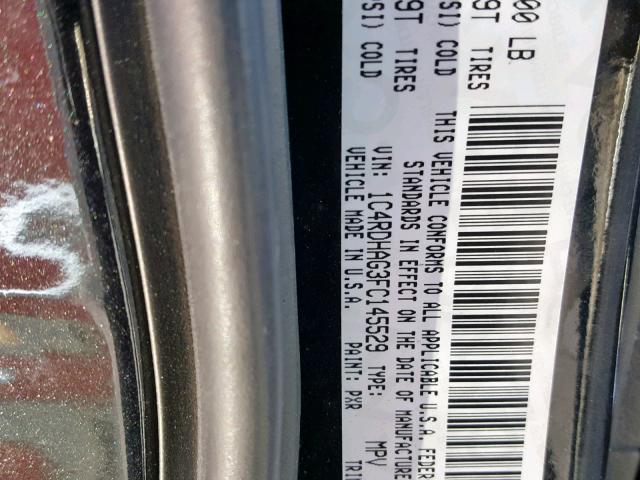 00 LB
9T TIRES
SI) COLD
9T TIRES
SI) COLD
THIS VEHICLE CONFORMS TO ALL APPLICABLE U.S.A. FEDER
STANDARDS IN EFFECT ON THE DATE OF MANUFACTURE
VIN: 1C4RDHAG3FC145529 TYPE: MPV
VEHICLE MADE IN U.S.A. PAINT: PXR TRI